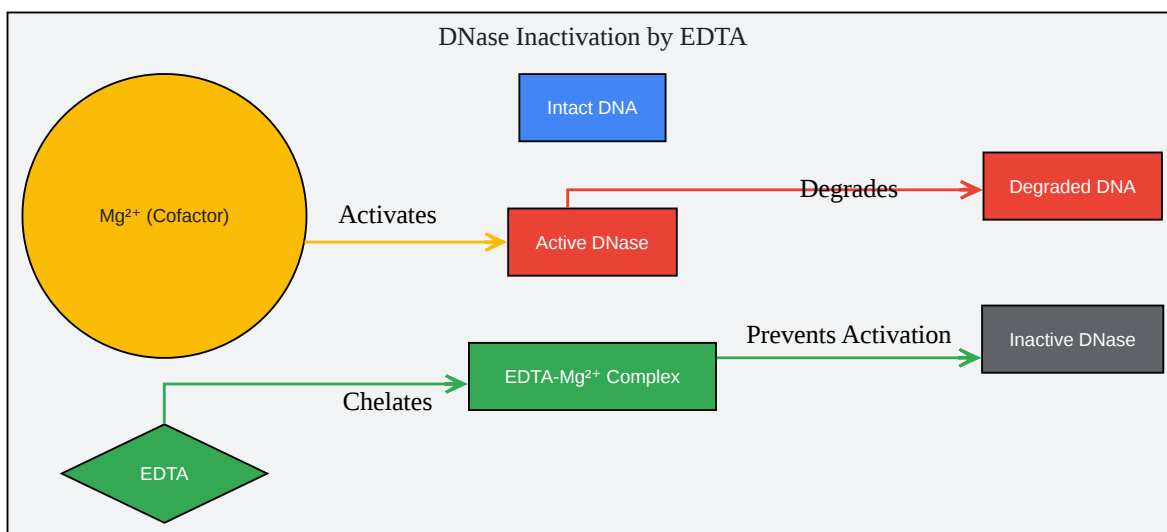 DNase Inactivation by EDTA
Intact DNA
Mg²⁺ (Cofactor)
Activates
Active DNase
Degrades
Degraded DNA
Prevents Activation
Inactive DNase
EDTA-Mg²⁺ Complex
Chelates
EDTA